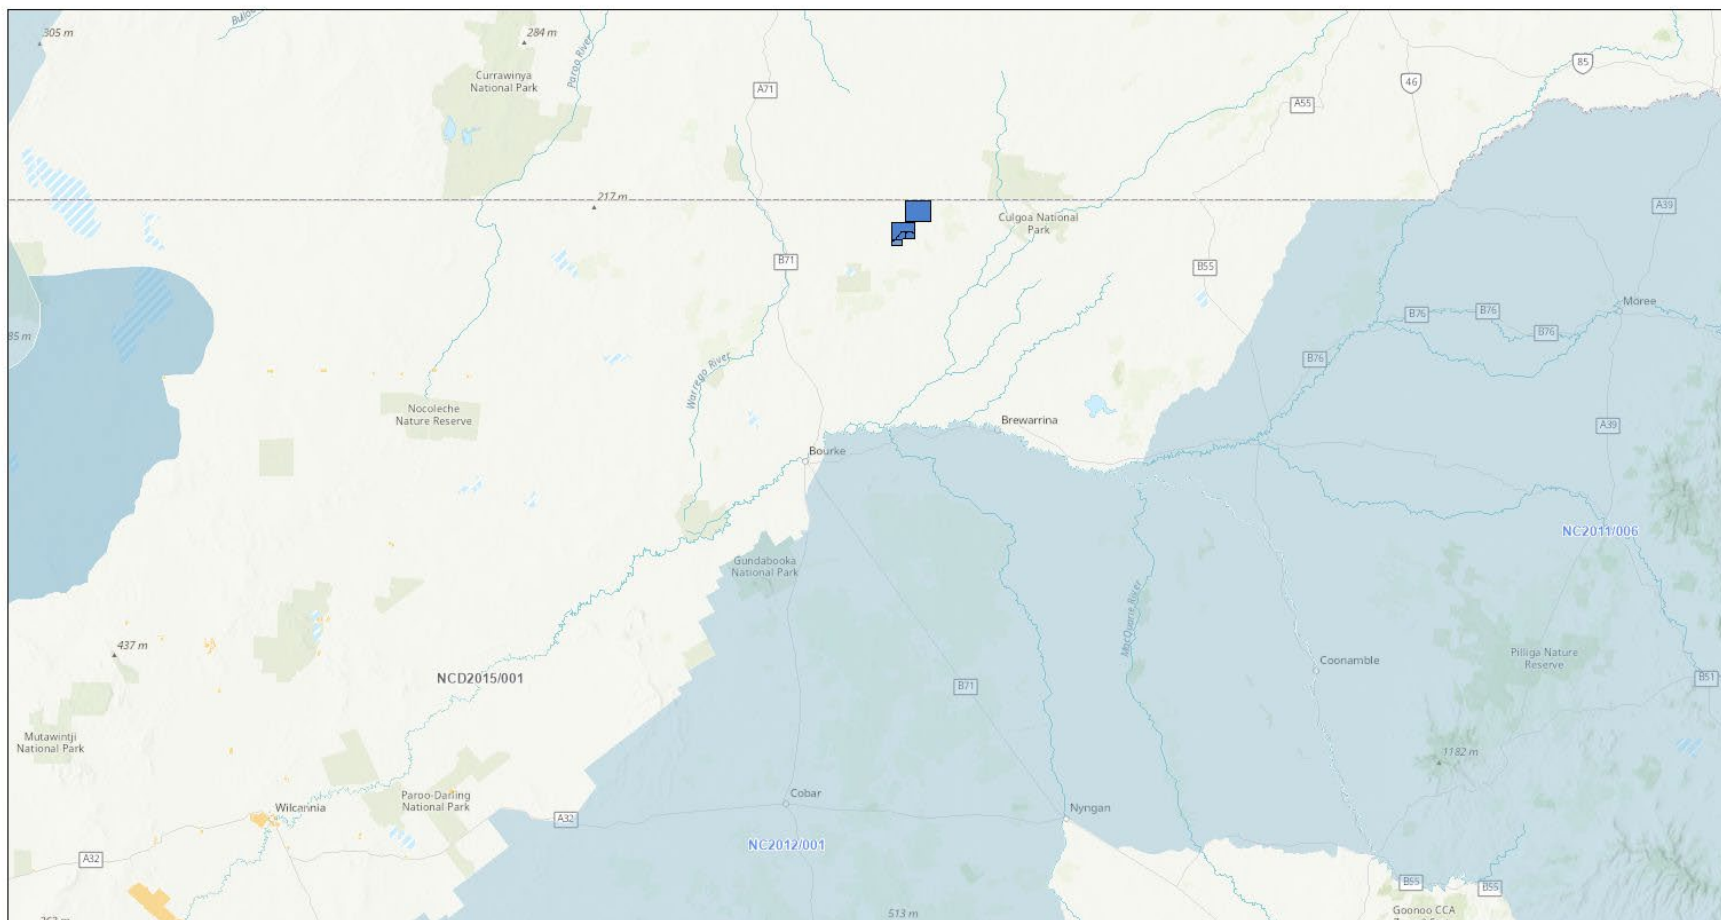 Bulloo
305 m
284 m
Paroo River
Currawinya
National Park
A71
85
46
A55
217 m
A39
Culgoa National
Park
B71
B55
Moree
B76
B76
B76
B76
85 m
Warrego River
Nocoleche
Nature Reserve
Brewarrina
A39
Bourke
NC2011/006
Gundabooka
National Park
MacQuarie River
437 m
Pilliga Nature
Reserve
Coonamble
NCD2015/001
B71
B51
Mutawintji
National Park
1182 m
Paroo-Darling
National Park
Wilcannia
Cobar
Nyngan
A32
NC2012/001
A32
B55
B55
Goonoo CCA
513 m